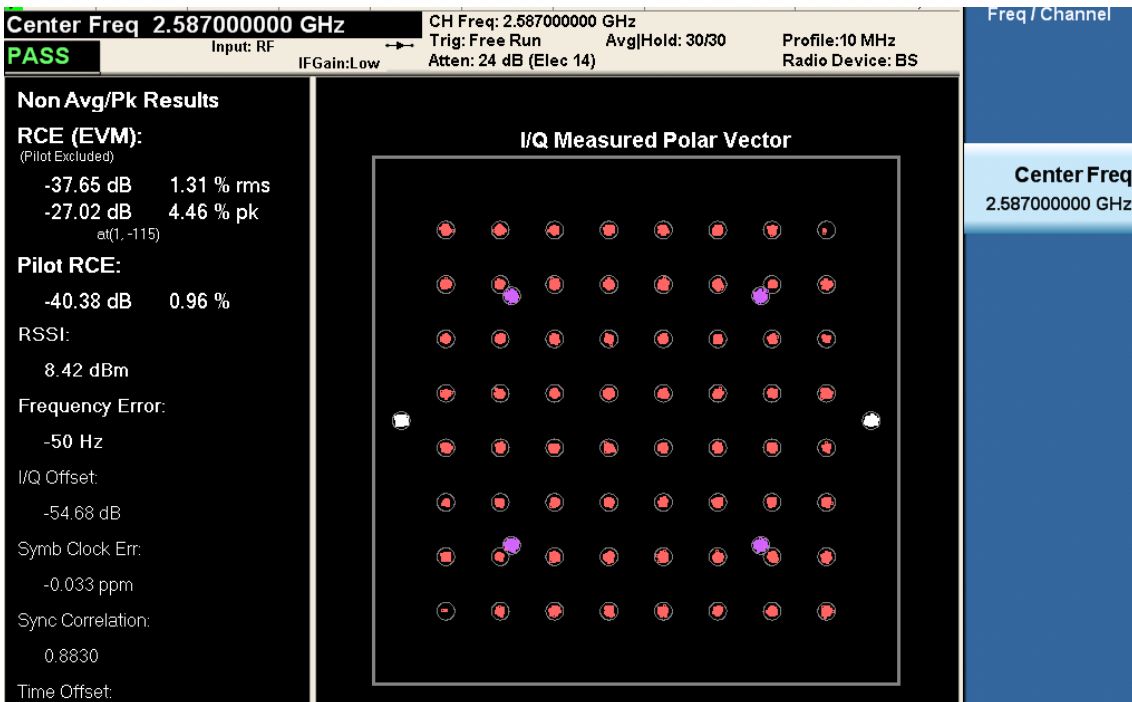 Center Freq 2.587000000 GHz
CH Freq: 2.587000000 GHz
Input: RF
Trig: Free Run
Avg|Hold: 30/30
Profile:10 MHz
PASS
IFGain:Low
Atten: 24 dB (Elec 14)
Radio Device: BS
Freq / Channel
Center Freq
2.587000000 GHz
Non Avg/Pk Results
RCE (EVM):
(Pilot Excluded)
-37.65 dB 1.31 % rms
-27.02 dB 4.46 % pk
at(1, -115)
Pilot RCE:
-40.38 dB 0.96 %
RSSI:
8.42 dBm
Frequency Error:
-50 Hz
I/Q Offset:
-54.68 dB
Symb Clock Err:
-0.033 ppm
Sync Correlation:
0.8830
Time Offset:
I/Q Measured Polar Vector